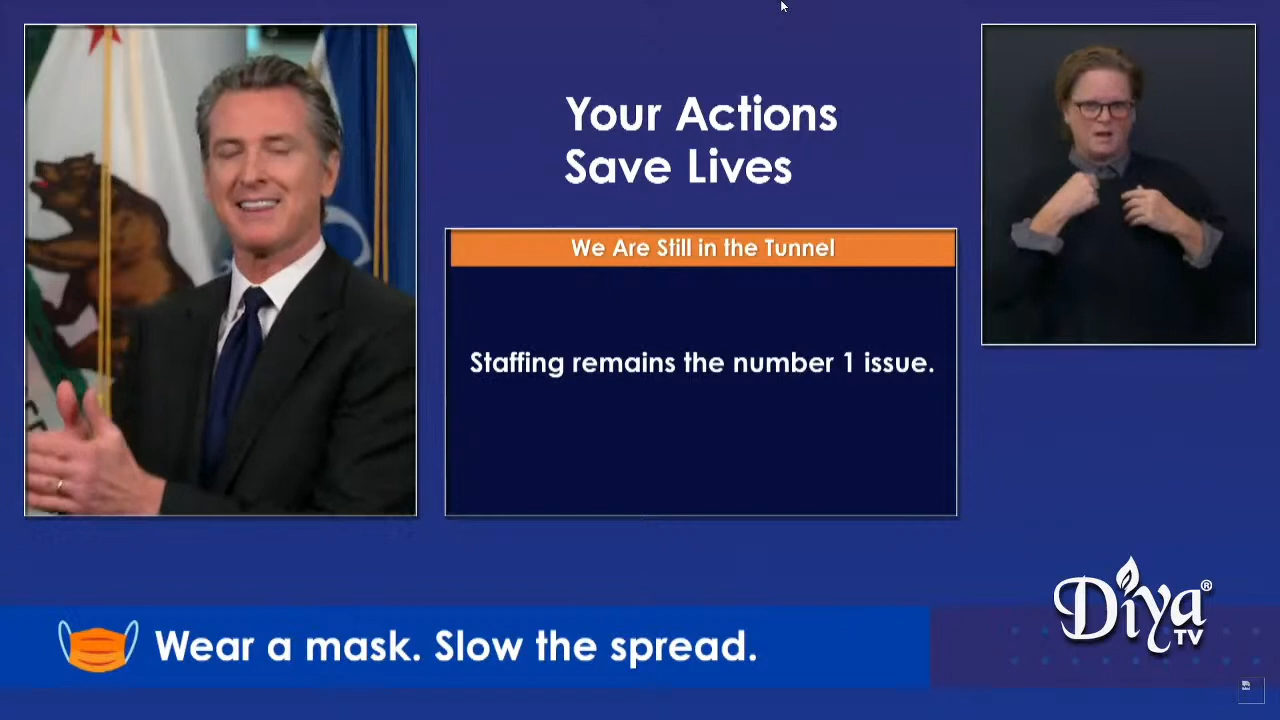 Your Actions
Save Lives
We Are Still in the Tunnel
Staffing remains the number 1 issue.
Wear a mask. Slow the spread.
Diya®
TV